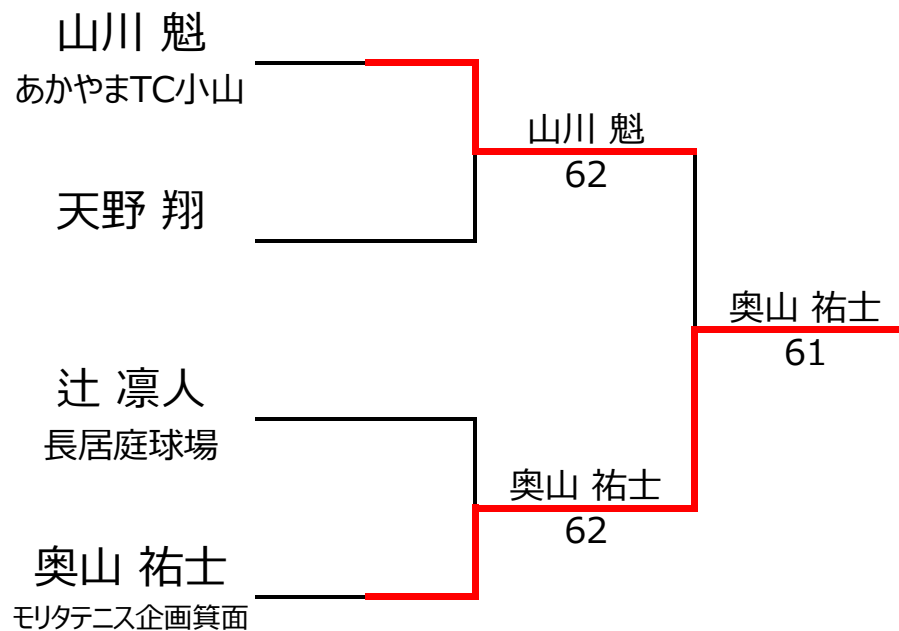 山川 魁
あかやまTC小山
山川 魁
62
天野 翔
奥山 祐士
61
辻 凛人
長居庭球場
奥山 祐士
62
奥山 祐士
モリタテニス企画箕面